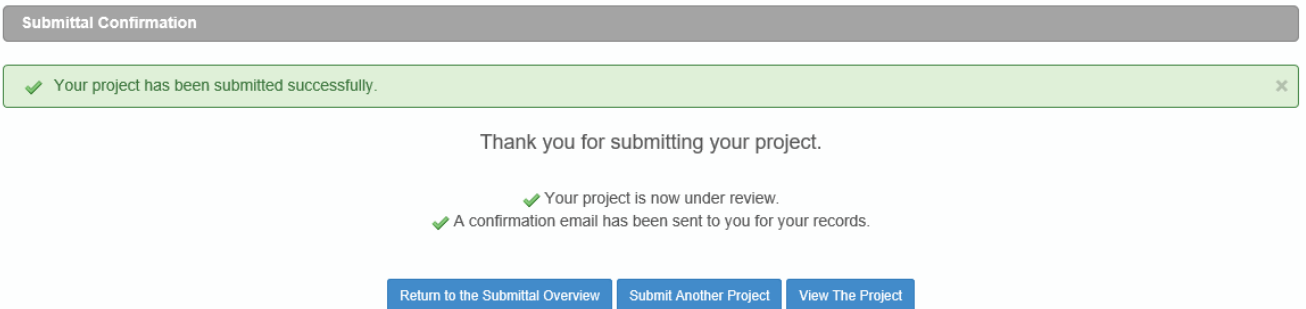 Submittal Confirmation
Your project has been submitted successfully.
Thank you for submitting your project.
Your project is now under review.
A confirmation email has been sent to you for your records.
Return to the Submittal Overview Submit Another Project View The Project